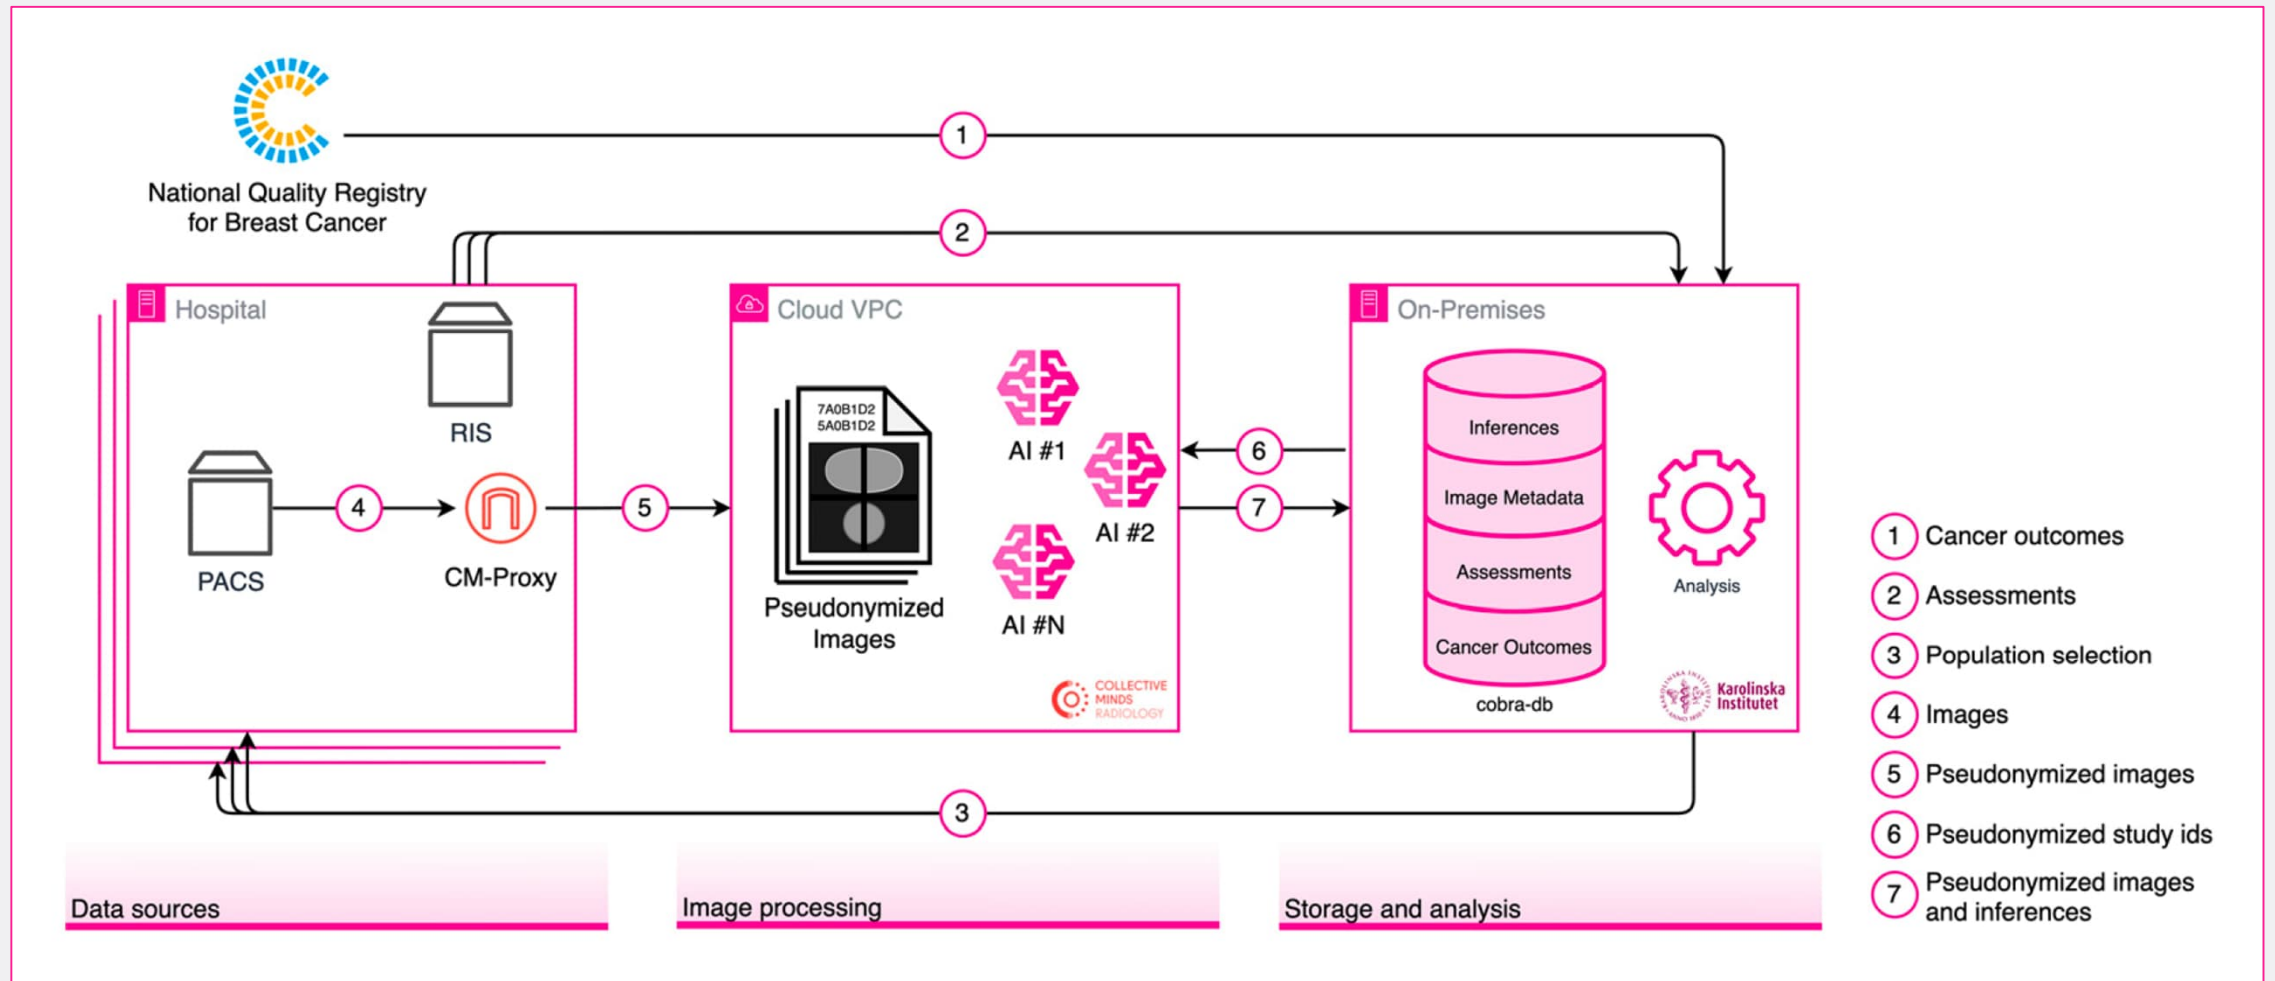 1
National Quality Registry
for Breast Cancer
2
Hospital
RIS
PACS
4
CM-Proxy
5
Cloud VPC
7A0B1D2
5A0B1D2
Pseudonymized
Images
AI #1
AI #2
AI #N
COLLECTIVE
MINDS
RADIOLOGY
6
7
On-Premises
Inferences
Image Metadata
Assessments
Cancer Outcomes
cobra-db
Analysis
Karolinska
Institutet
3
1 Cancer outcomes
2 Assessments
3 Population selection
4 Images
5 Pseudonymized images
6 Pseudonymized study ids
7 Pseudonymized images
and inferences
Data sources
Image processing
Storage and analysis